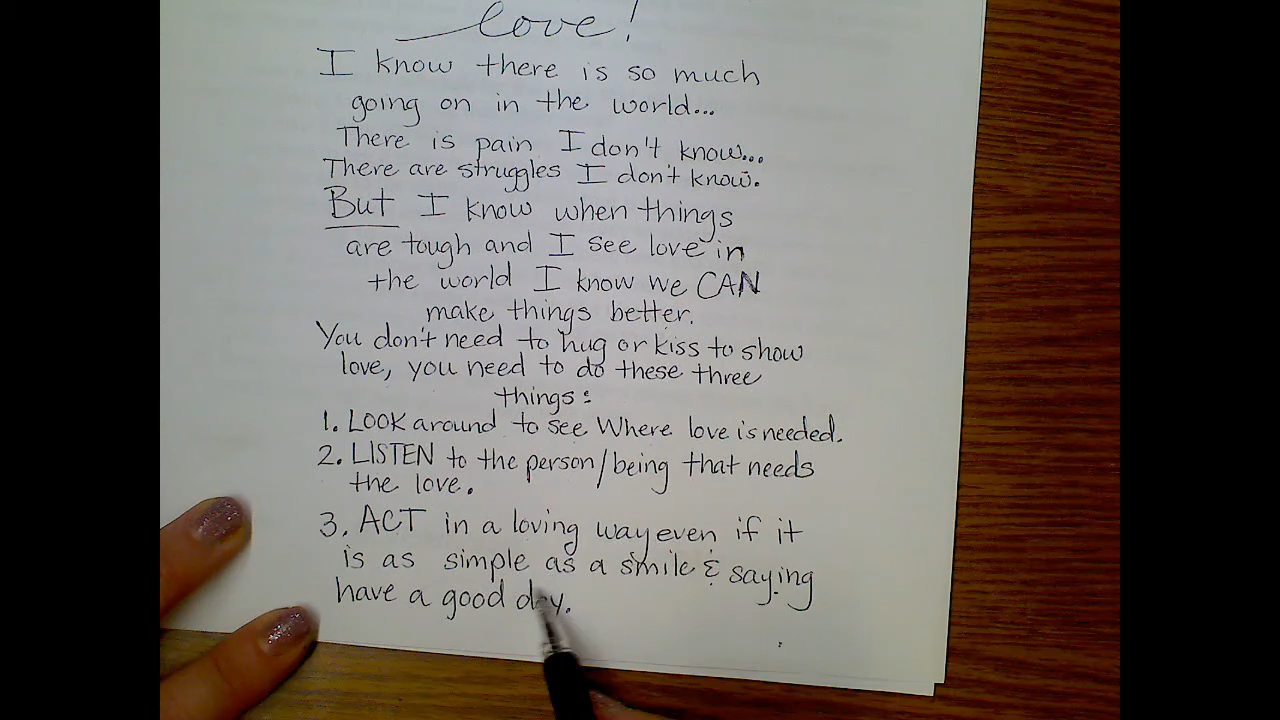 love!
I know there is so much
going on in the world...
There is pain I don't know...
There are struggles I don't know.
But I know when things
are tough and I see love in
the world I know we CAN
make things better.
You don't need to hug or kiss to show
love, you need to do these three
things:
1. LOOK around to see Where love is needed.
2. LISTEN to the person/being that needs
the love.
3. ACT in a loving way even if it
is as simple as a smile & saying
have a good day.